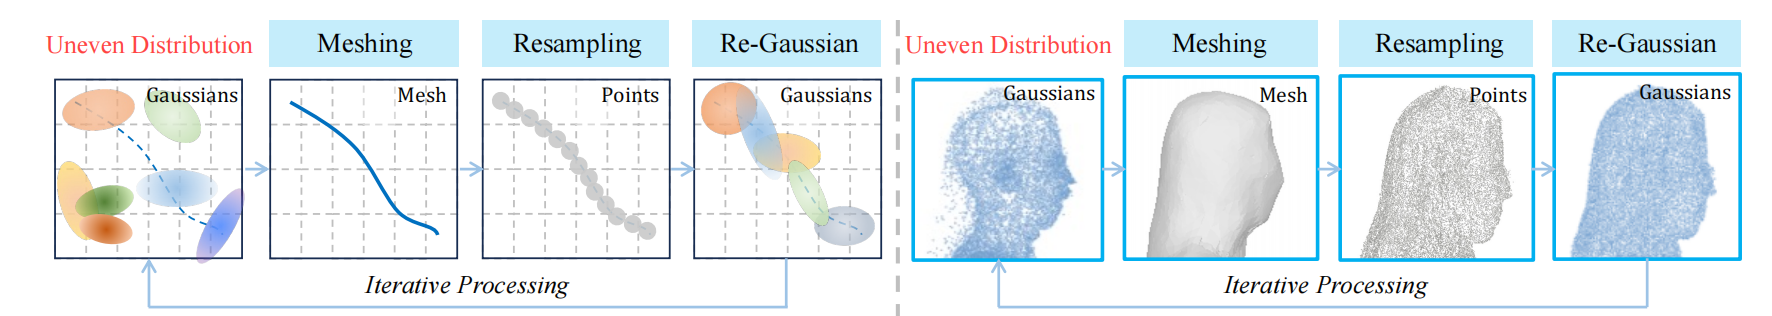 Uneven Distribution
Meshing
Resampling
Re-Gaussian
Gaussians
Mesh
Points
Gaussians
Iterative Processing
Uneven Distribution
Meshing
Resampling
Re-Gaussian
Gaussians
Mesh
Points
Gaussians
Iterative Processing